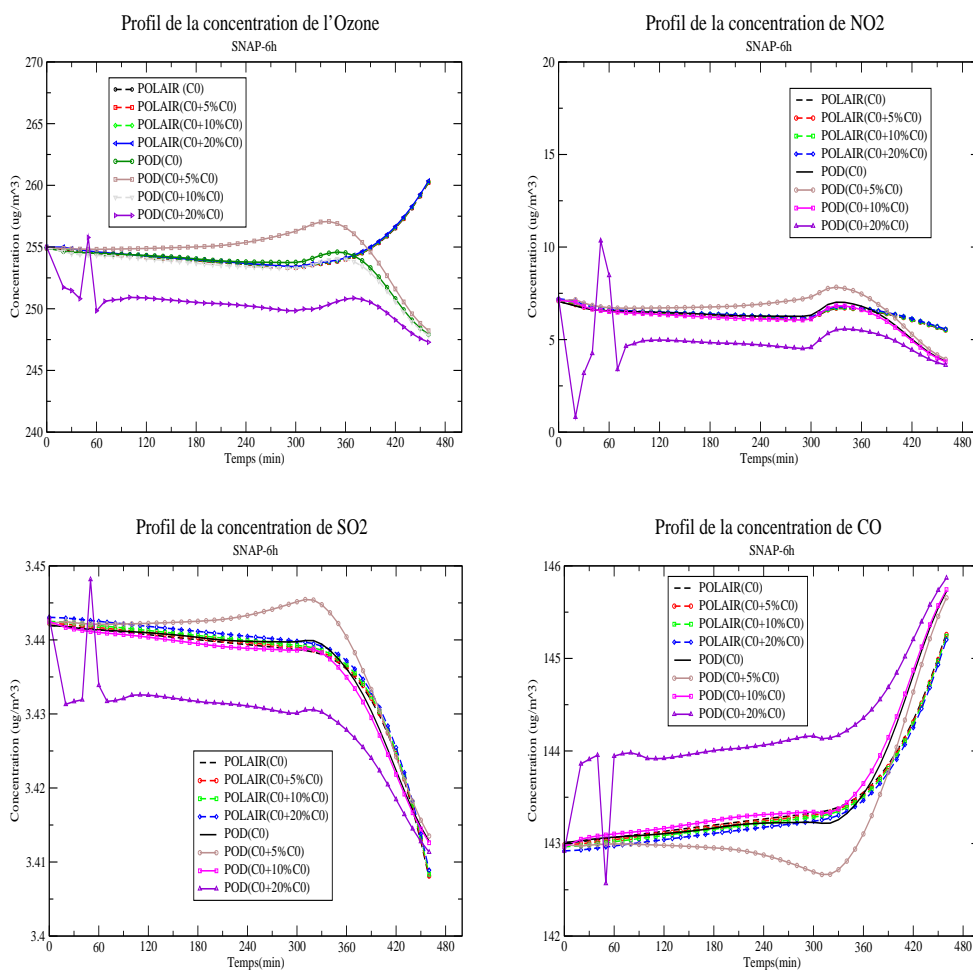 Profil de la concentration de l'Ozone
SNAP-6h
270
265
260
255
250
245
240
Concentration (ug/m^3)
POLAIR (C0)
POLAIR(C0+5%C0)
POLAIR(C0+10%C0)
POLAIR(C0+20%C0)
POD(C0)
POD(C0+5%C0)
POD(C0+10%C0)
POD(C0+20%C0)
0 60 120 180 240 300 360 420 480
Temps (min)
Profil de la concentration de NO2
SNAP-6h
20
15
10
5
0
Concentration (ug/m^3)
POLAIR(C0)
POLAIR(C0+5%C0)
POLAIR(C0+10%C0)
POLAIR(C0+20%C0)
POD(C0)
POD(C0+5%C0)
POD(C0+10%C0)
POD(C0+20%C0)
0 60 120 180 240 300 360 420 480
Temps(min)
Profil de la concentration de SO2
SNAP-6h
3.45
3.44
3.43
3.42
3.41
3.4
Concentration (ug/m^3)
POLAIR(C0)
POLAIR(C0+5%C0)
POLAIR(C0+10%C0)
POLAIR(C0+20%C0)
POD(C0)
POD(C0+5%C0)
POD(C0+10%C0)
POD(C0+20%C0)
0 60 120 180 240 300 360 420 480
Temps(min)
Profil de la concentration de CO
SNAP-6h
146
145
144
143
142
Concentration (ug/m^3)
POLAIR(C0)
POLAIR(C0+5%C0)
POLAIR(C0+10%C0)
POLAIR(C0+20%C0)
POD(C0)
POD(C0+5%C0)
POD(C0+10%C0)
POD(C0+20%C0)
0 60 120 180 240 300 360 420 480
Temps(min)